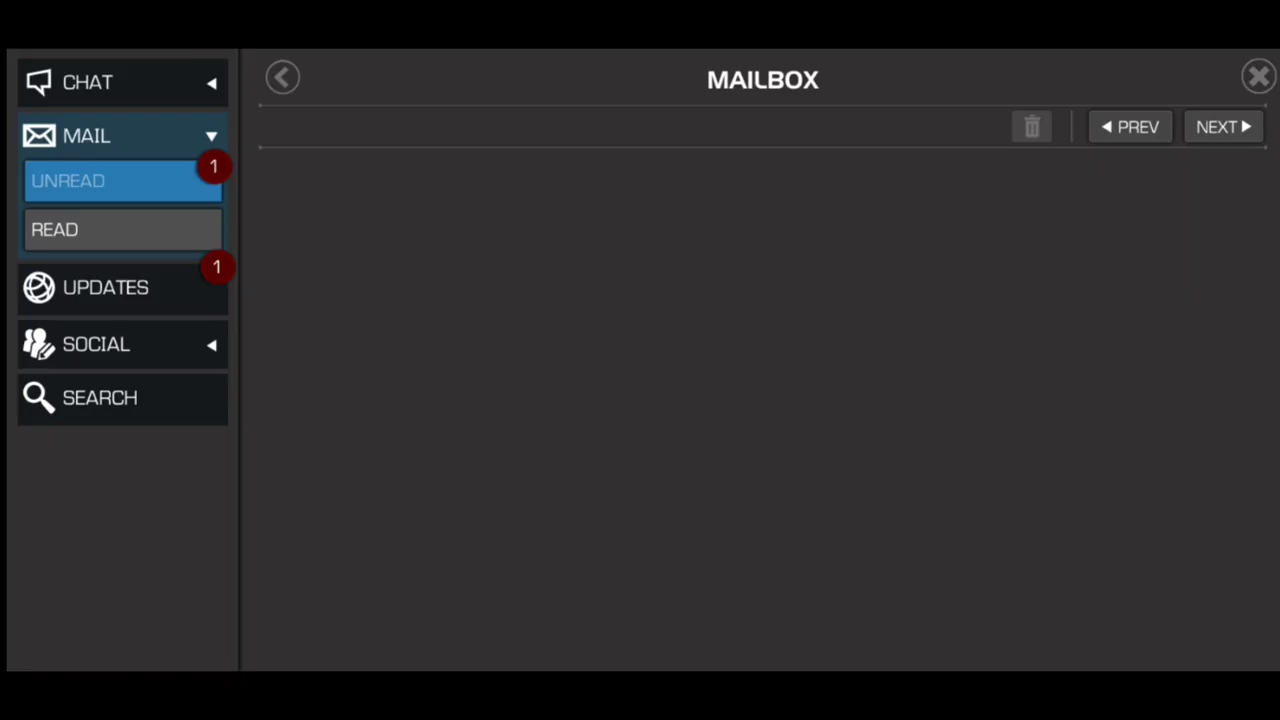 CHAT
MAILBOX
MAIL
PREV
NEXT
1
UNREAD
READ
1
UPDATES
SOCIAL
SEARCH